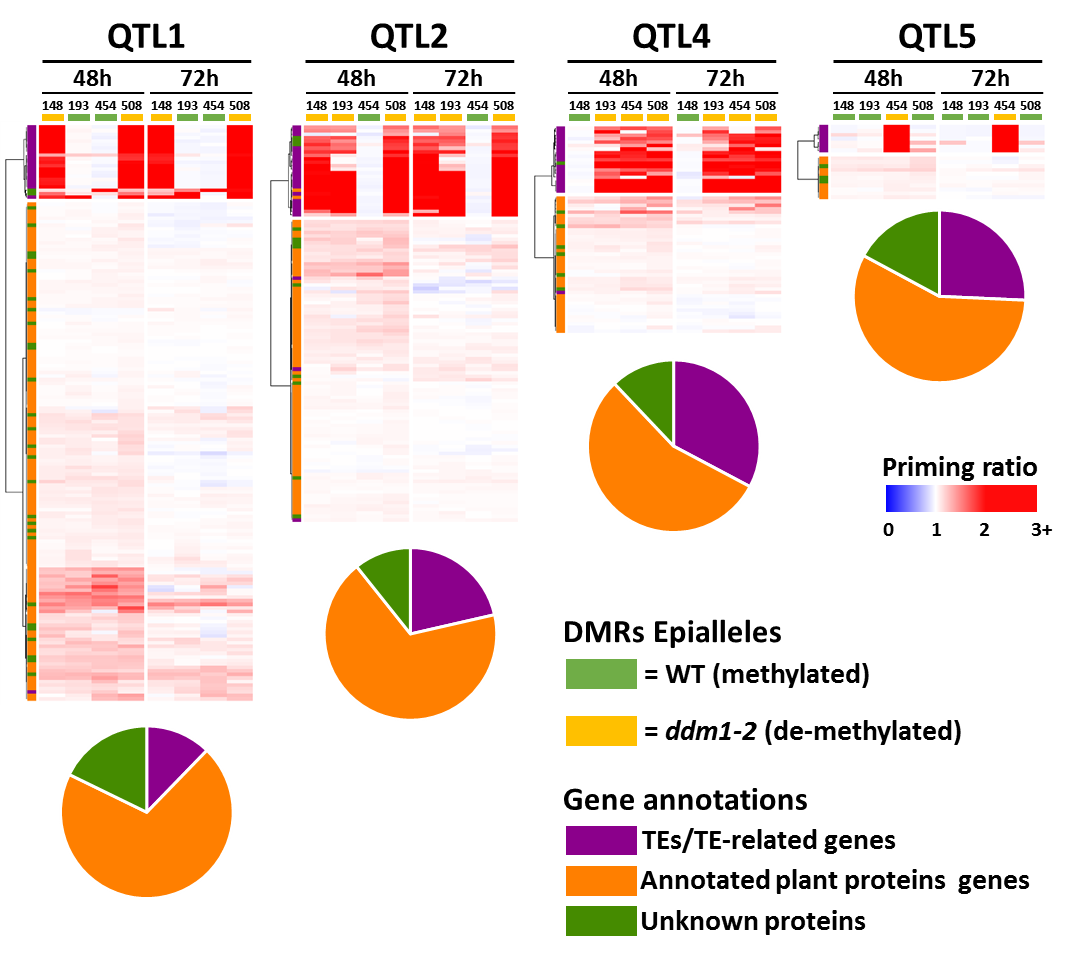 QTL1 QTL2 QTL4 QTL5
48h 72h 48h 72h 48h 72h 48h 72h
148 193 454 508 148 193 454 508 148 193 454 508 148 193 454 508 148 193 454 508 148 193 454 508 148 193 454 508 148 193 454 508
Priming ratio
0 1 2 3+
DMRs Epialleles
= WT (methylated)
= ddm1-2 (de-methylated)
Gene annotations
TEs/TE-related genes
Annotated plant proteins genes
Unknown proteins